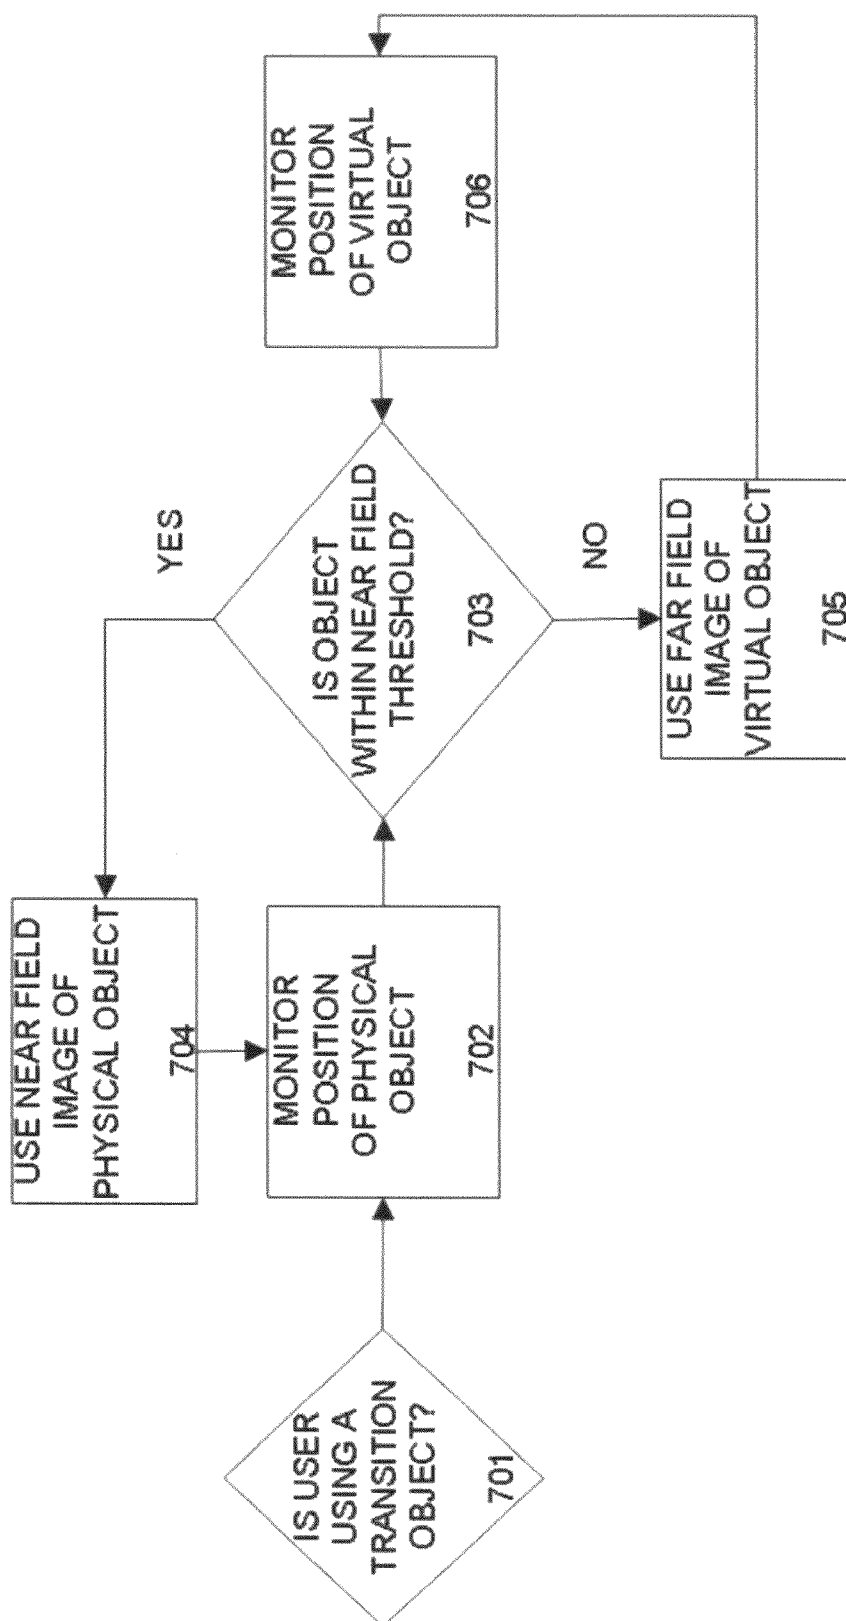 IS USER
USING A
TRANSITION
OBJECT?
701
MONITOR
POSITION
OF PHYSICAL
OBJECT
702
USE NEAR FIELD
IMAGE OF
PHYSICAL OBJECT
704
IS OBJECT
WITHIN NEAR FIELD
THRESHOLD?
703
YES
NO
USE FAR FIELD
IMAGE OF
VIRTUAL OBJECT
705
MONITOR
POSITION
OF VIRTUAL
OBJECT
706